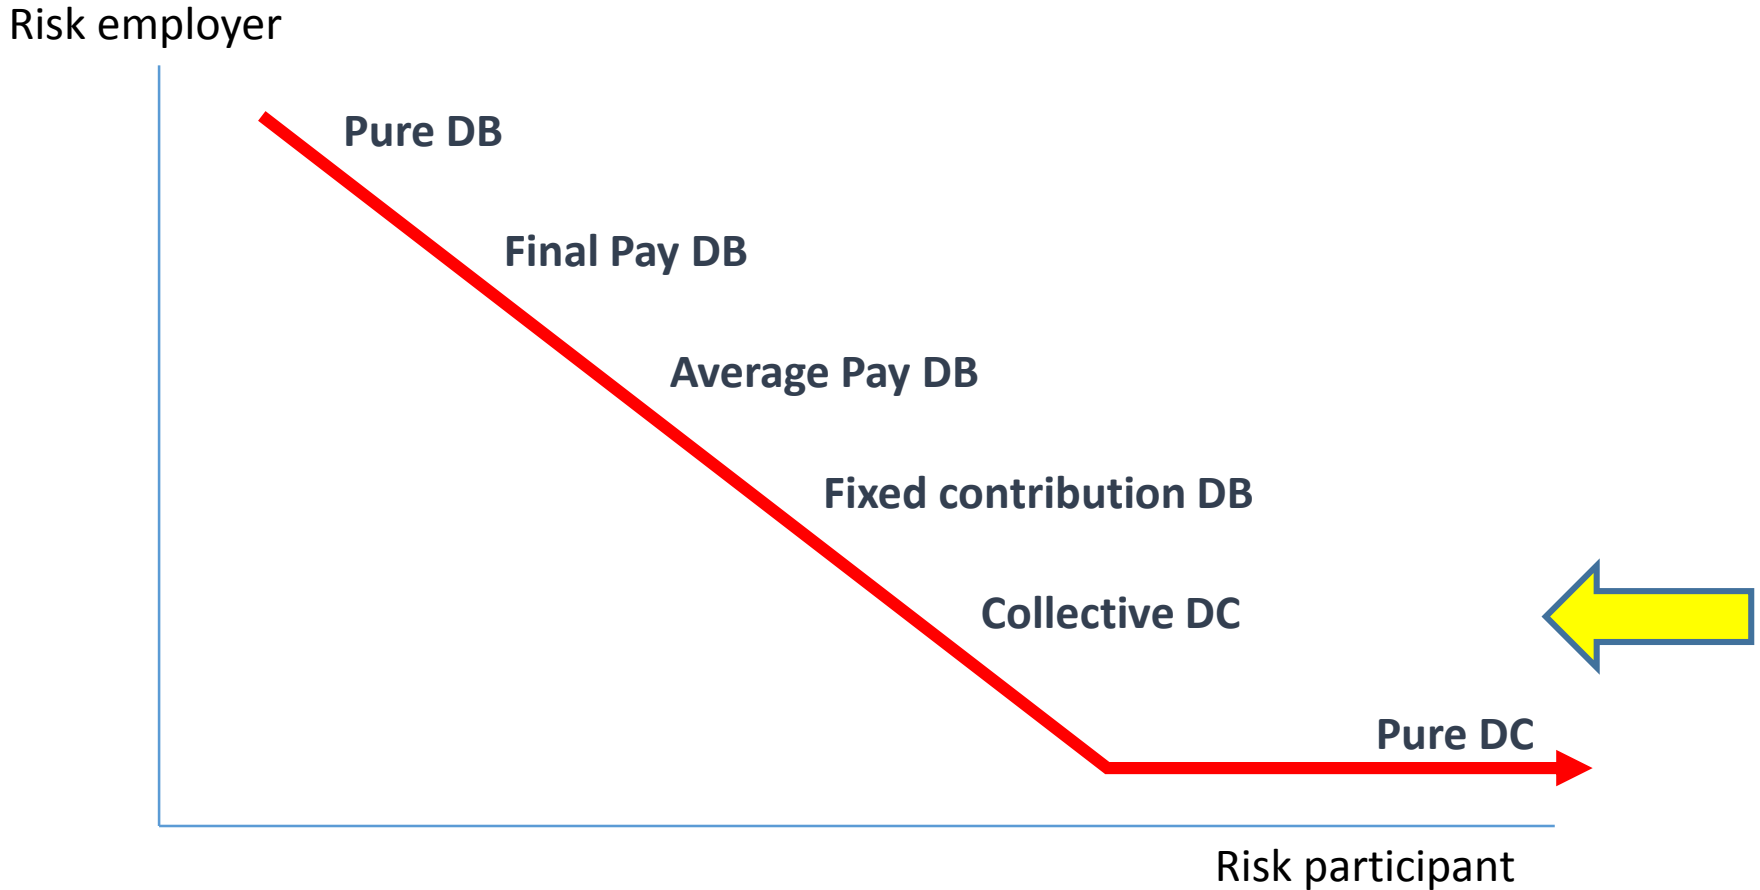 Risk employer
Pure DB
Final Pay DB
Average Pay DB
Fixed contribution DB
Collective DC
Pure DC
Risk participant